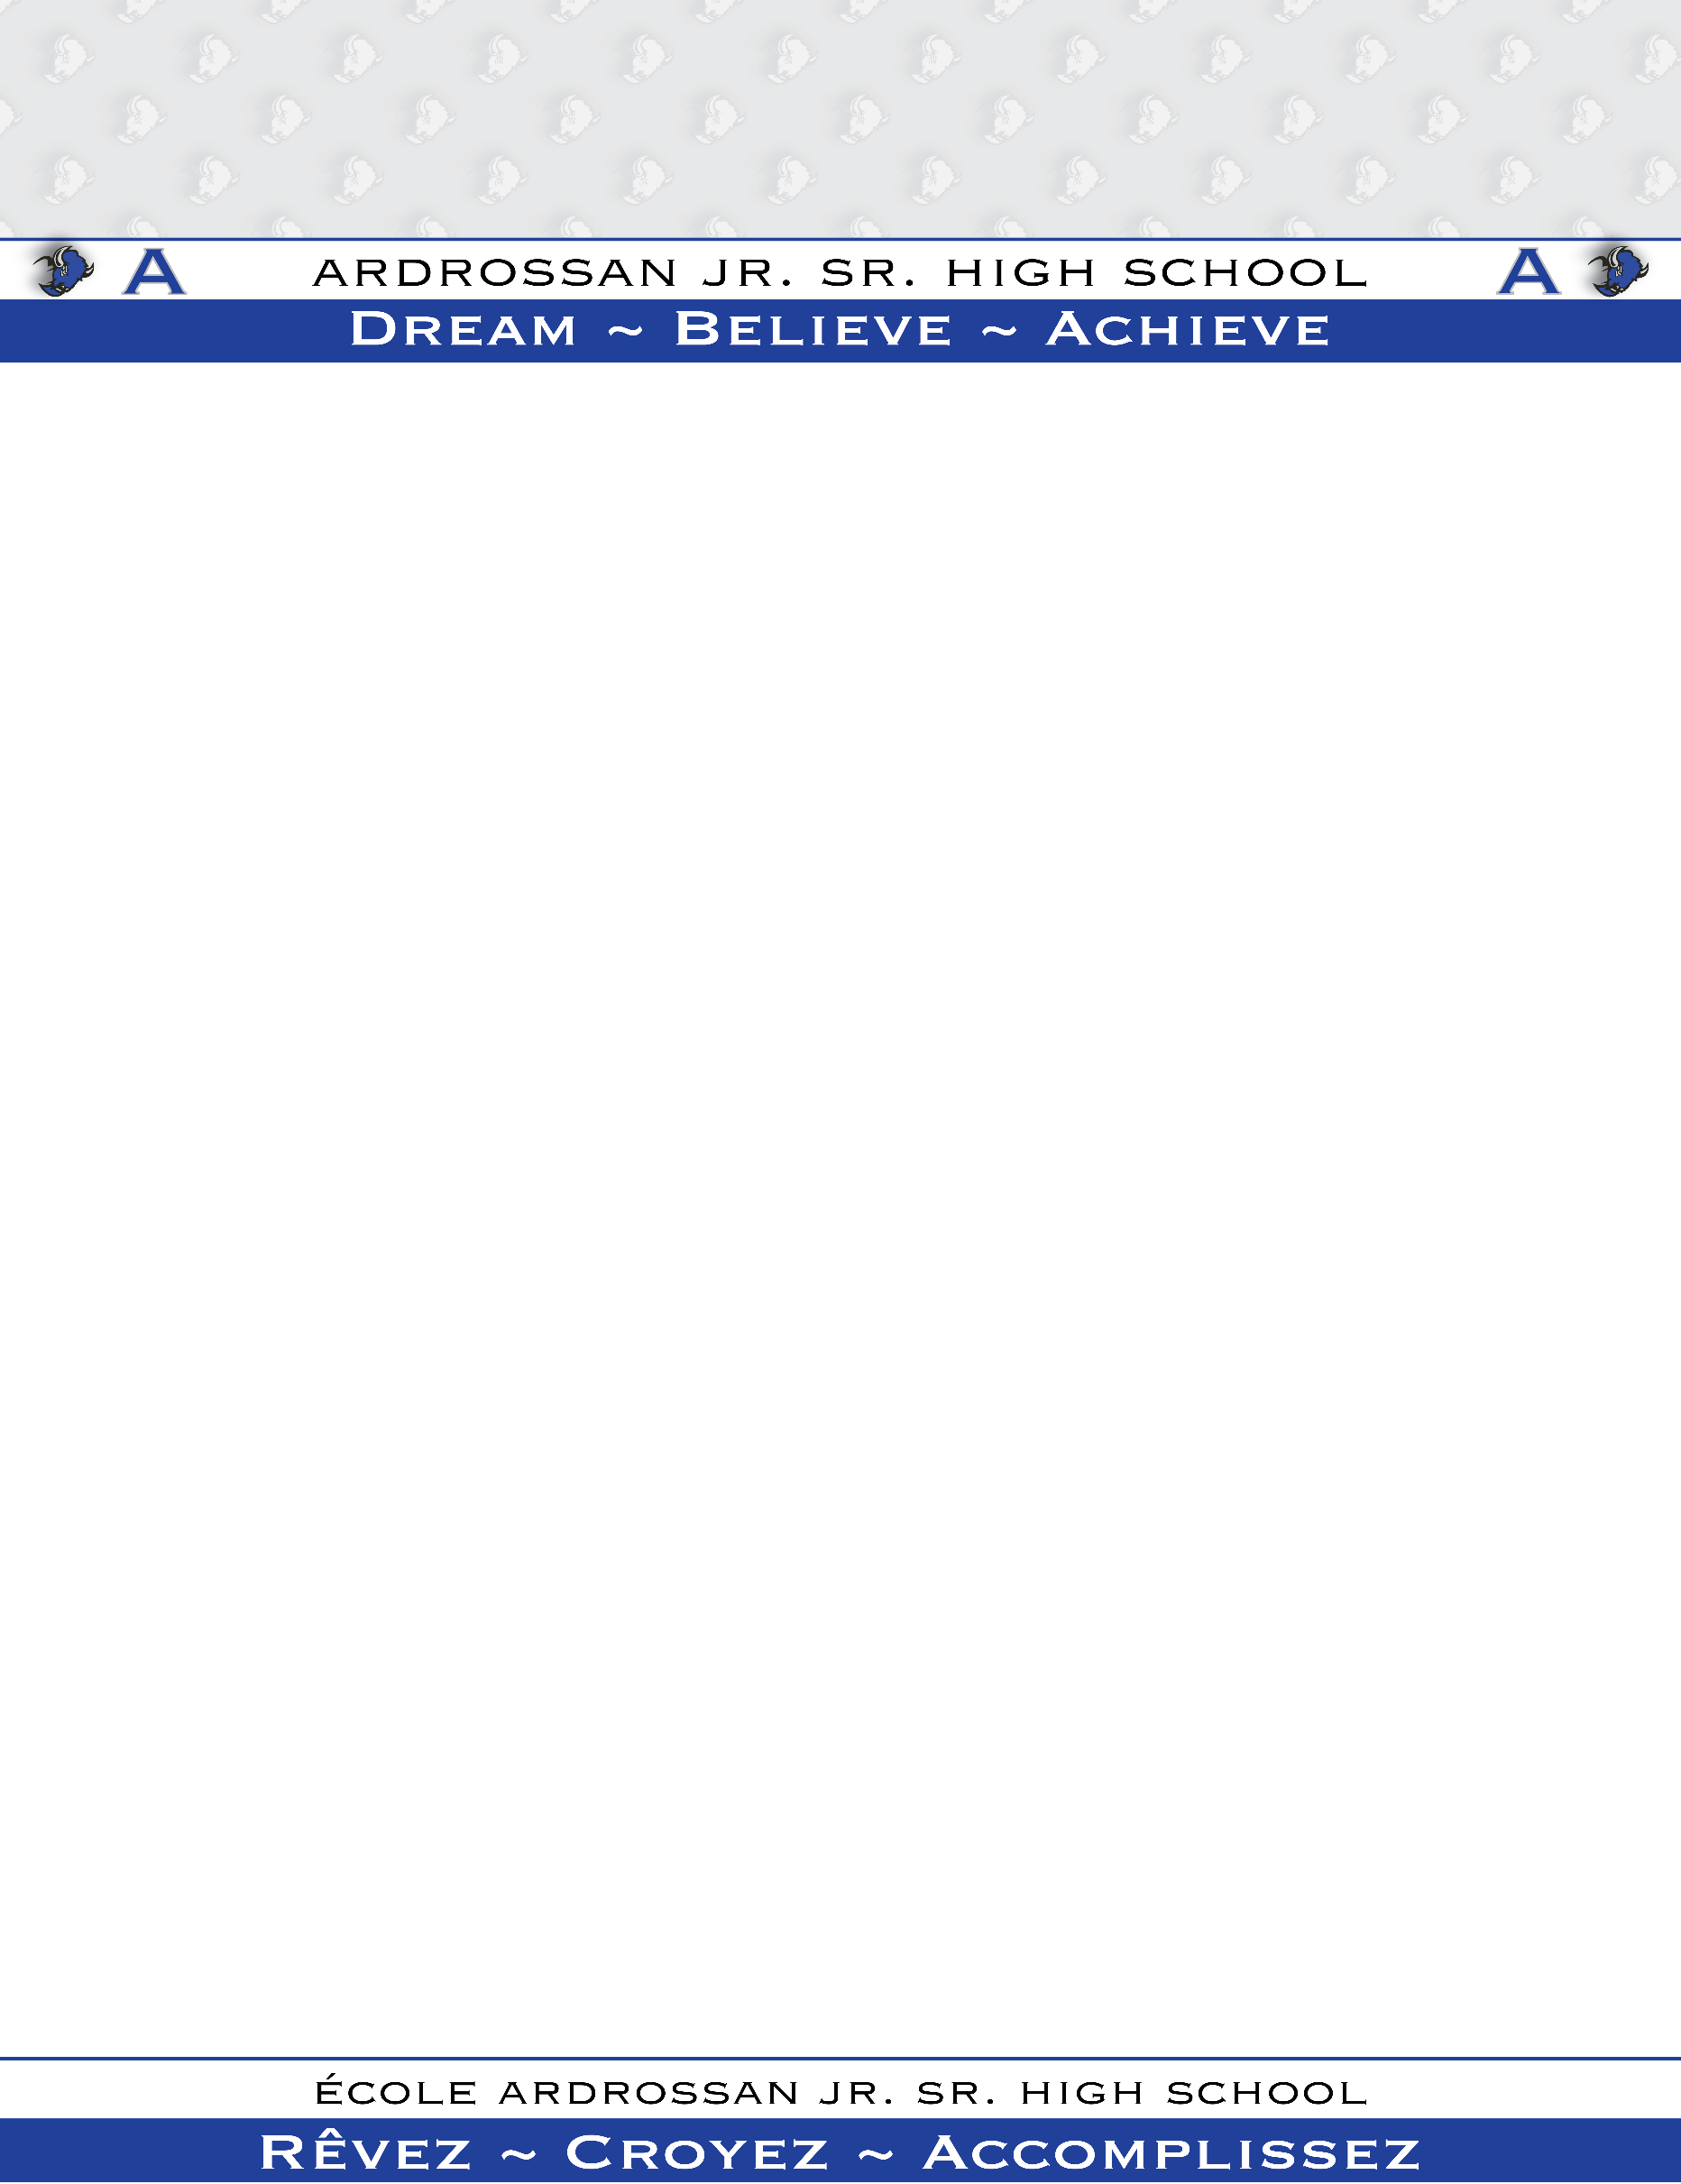 A ARDROSSAN JR. SR. HIGH SCHOOL A
DREAM ~ BELIEVE ~ ACHIEVE
ÉCOLE ARDROSSAN JR. SR. HIGH SCHOOL
RÊVEZ ~ CROYEZ ~ ACCOMPLISSEZ